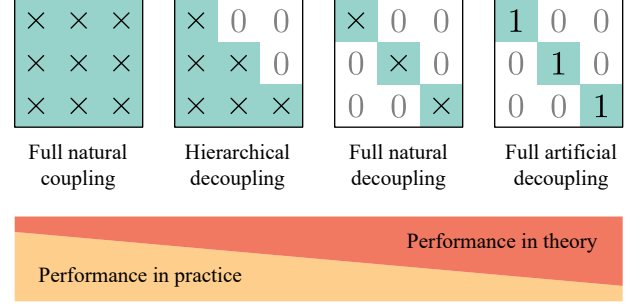 × × × × 0 0 × 0 0 1 0 0
× × × × × 0 0 × 0 0 1 0
× × × × × × 0 0 × 0 0 1
Full natural
coupling
Hierarchical
decoupling
Full natural
decoupling
Full artificial
decoupling
Performance in theory
Performance in practice